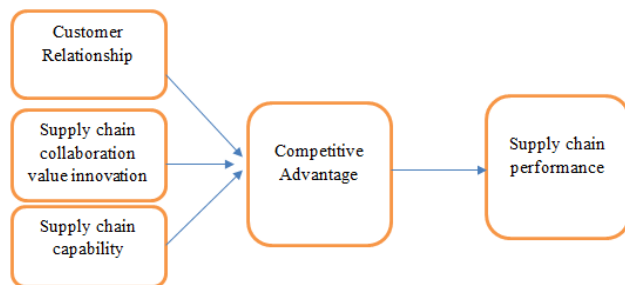 Customer
Relationship
Supply chain
collaboration
value innovation
Supply chain
capability
Competitive
Advantage
Supply chain
performance